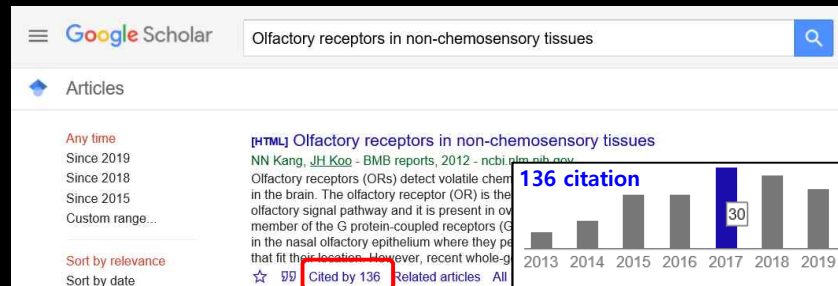 Google Scholar
Olfactory receptors in non-chemosensory tissues
Articles
Any time
Since 2019
Since 2018
Since 2015
Custom range...
Sort by relevance
Sort by date
[HTML] Olfactory receptors in non-chemosensory tissues
NN Kang, JH Koo - BMB reports, 2012 - ncbi.nlm.nih.gov
Olfactory receptors (ORs) detect volatile chem
in the brain. The olfactory receptor (OR) is the
olfactory signal pathway and it is present in ov
member of the G protein-coupled receptors (G
in the nasal olfactory epithelium where they pe
that fit their location. However, recent whole-g
Cited by 136 Related articles All
136 citation
30
2013 2014 2015 2016 2017 2018 2019